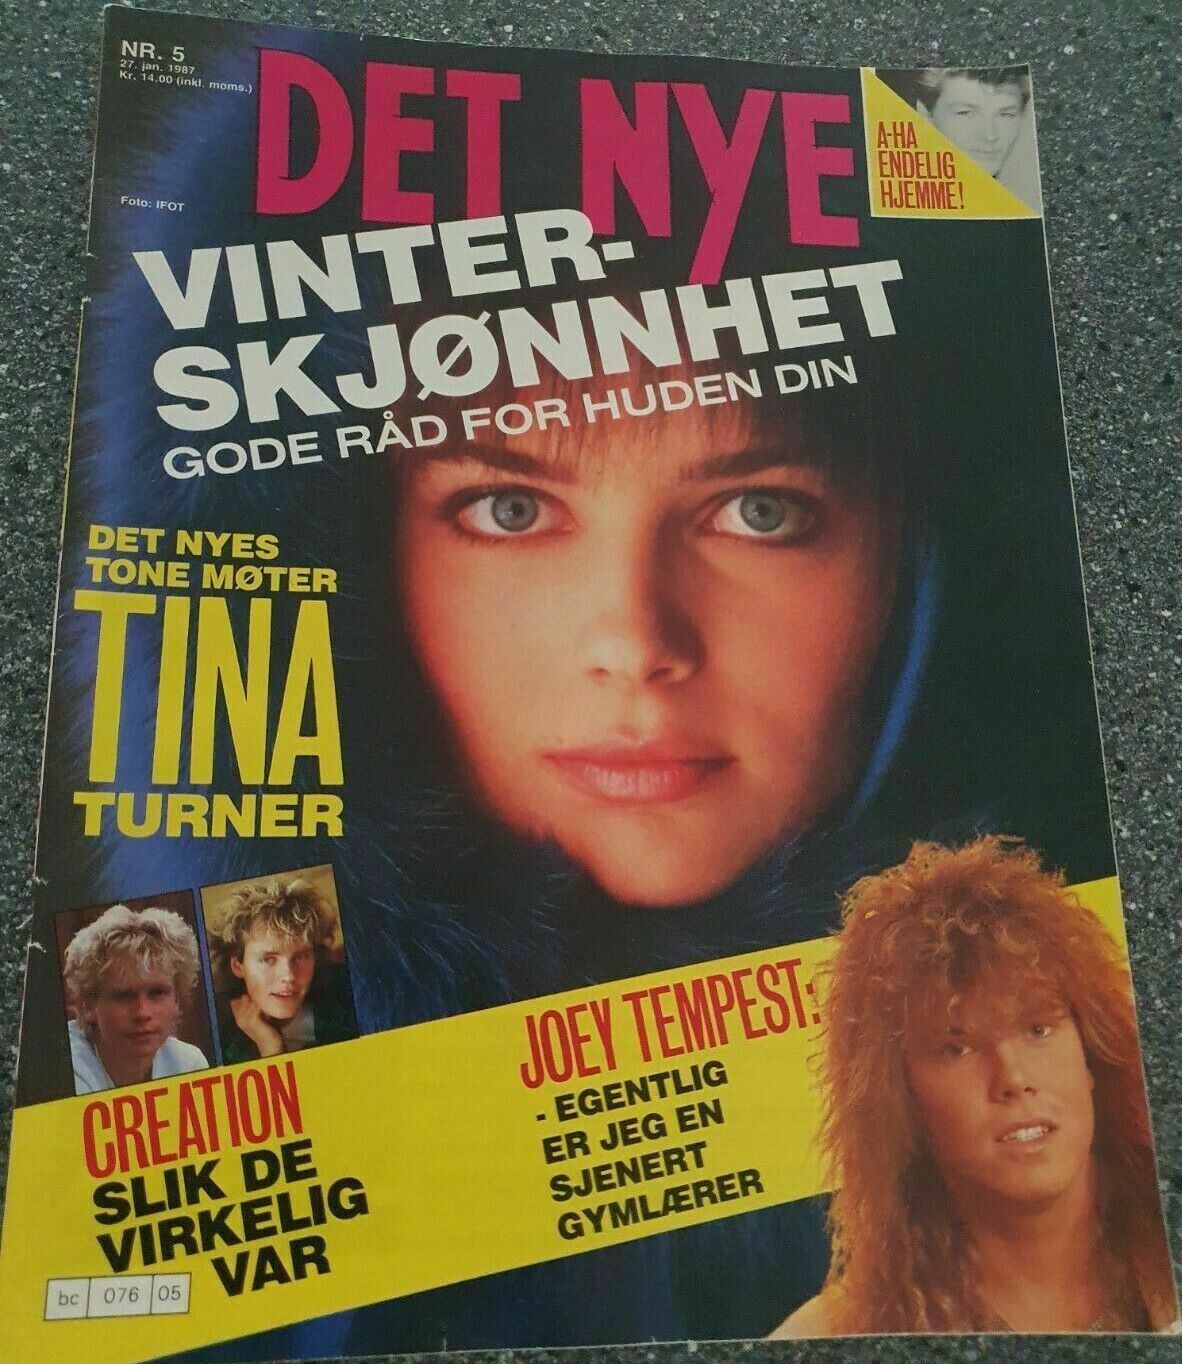 NR. 5
27. jan. 1987
Kr. 14.00 (inkl. moms.)
DET NYE
A-HA
ENDELIG
HJEMME!
Foto: IFOT
VINTER-
SKJØNNHET
GODE RÅD FOR HUDEN DIN
DET NYES
TONE MØTER
TINA
TURNER
CREATION
SLIK DE
VIRKELIG
VAR
JOEY TEMPEST:
- EGENTLIG
ER JEG EN
SJENERT
GYMLÆRER
bc 076 05